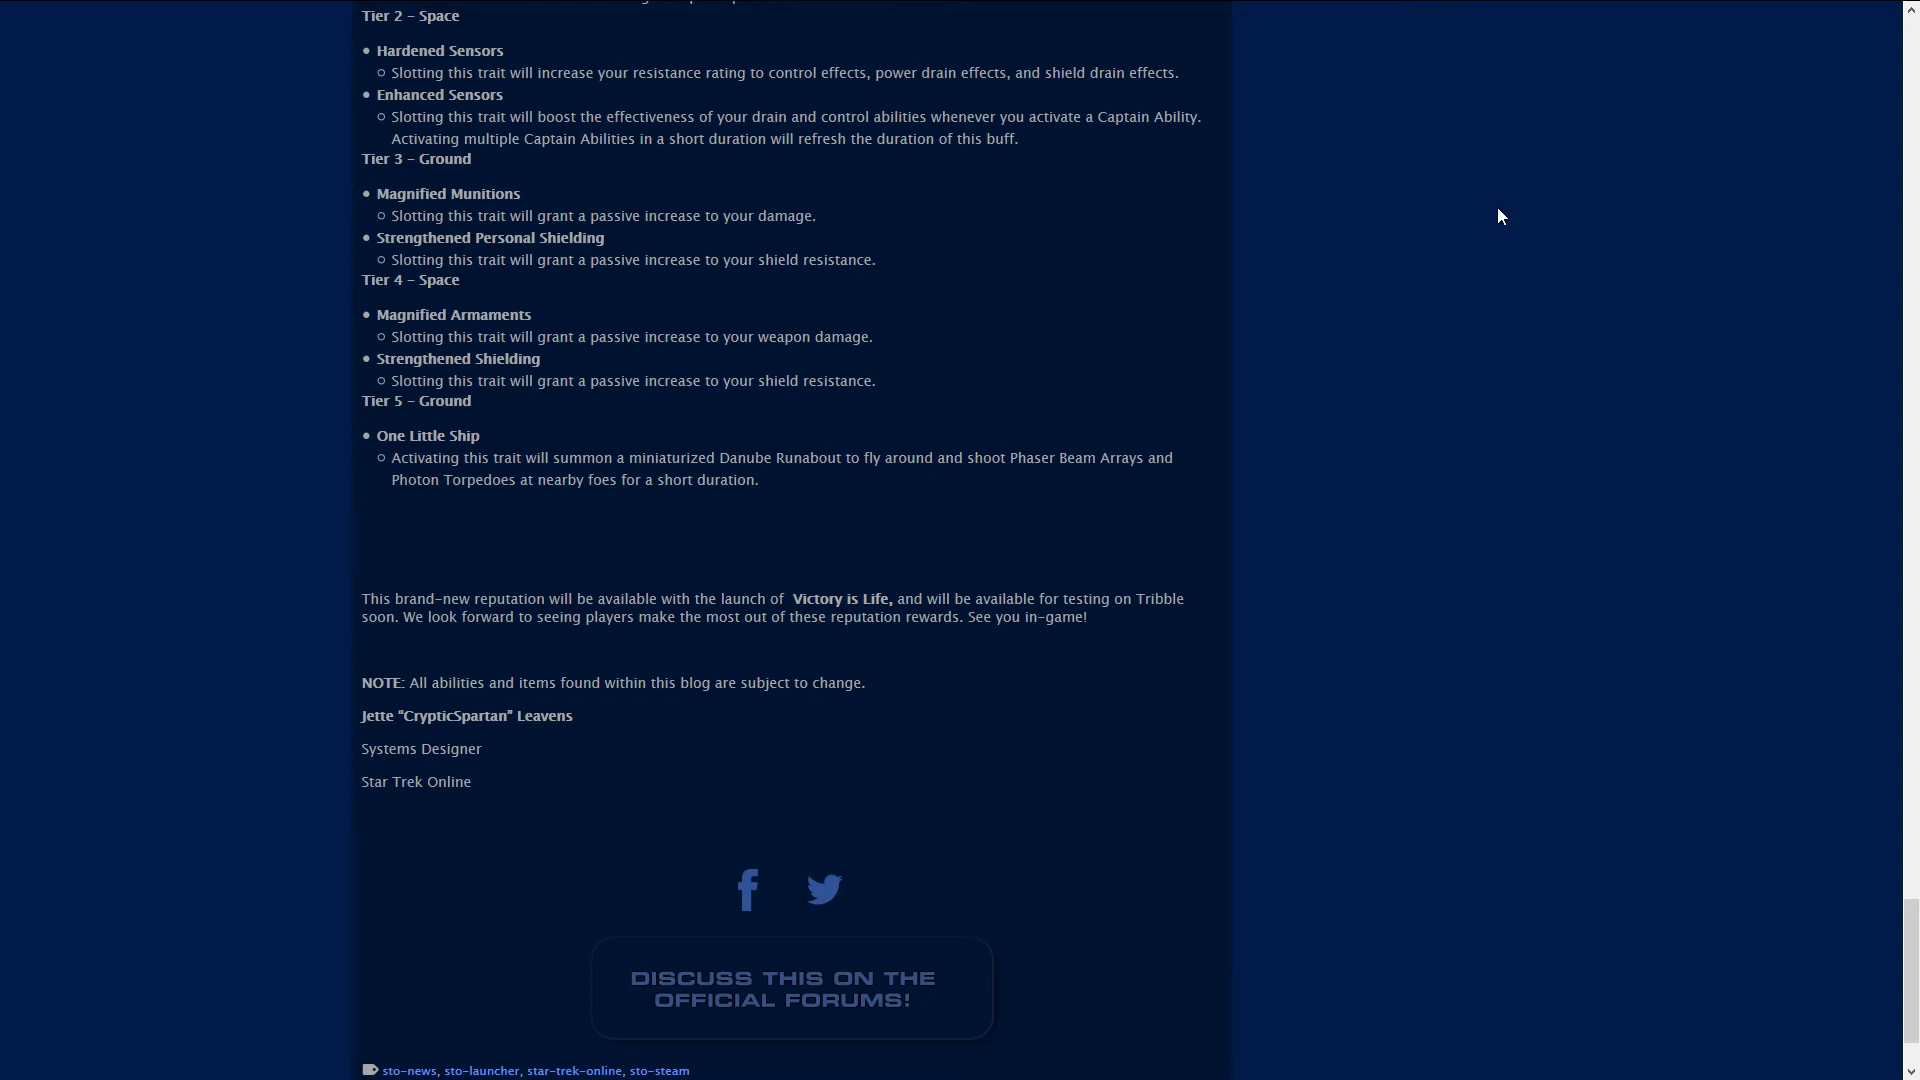 Tier 2 – Space
• Hardened Sensors
○ Slotting this trait will increase your resistance rating to control effects, power drain effects, and shield drain effects.
• Enhanced Sensors
○ Slotting this trait will boost the effectiveness of your drain and control abilities whenever you activate a Captain Ability.
Activating multiple Captain Abilities in a short duration will refresh the duration of this buff.
Tier 3 – Ground
• Magnified Munitions
○ Slotting this trait will grant a passive increase to your damage.
• Strengthened Personal Shielding
○ Slotting this trait will grant a passive increase to your shield resistance.
Tier 4 – Space
• Magnified Armaments
○ Slotting this trait will grant a passive increase to your weapon damage.
• Strengthened Shielding
○ Slotting this trait will grant a passive increase to your shield resistance.
Tier 5 – Ground
• One Little Ship
○ Activating this trait will summon a miniaturized Danube Runabout to fly around and shoot Phaser Beam Arrays and
Photon Torpedoes at nearby foes for a short duration.
This brand-new reputation will be available with the launch of Victory is Life, and will be available for testing on Tribble
soon. We look forward to seeing players make the most out of these reputation rewards. See you in-game!
NOTE: All abilities and items found within this blog are subject to change.
Jette “CrypticSpartan” Leavens
Systems Designer
Star Trek Online
DISCUSS THIS ON THE
OFFICIAL FORUMS!
sto-news, sto-launcher, star-trek-online, sto-steam